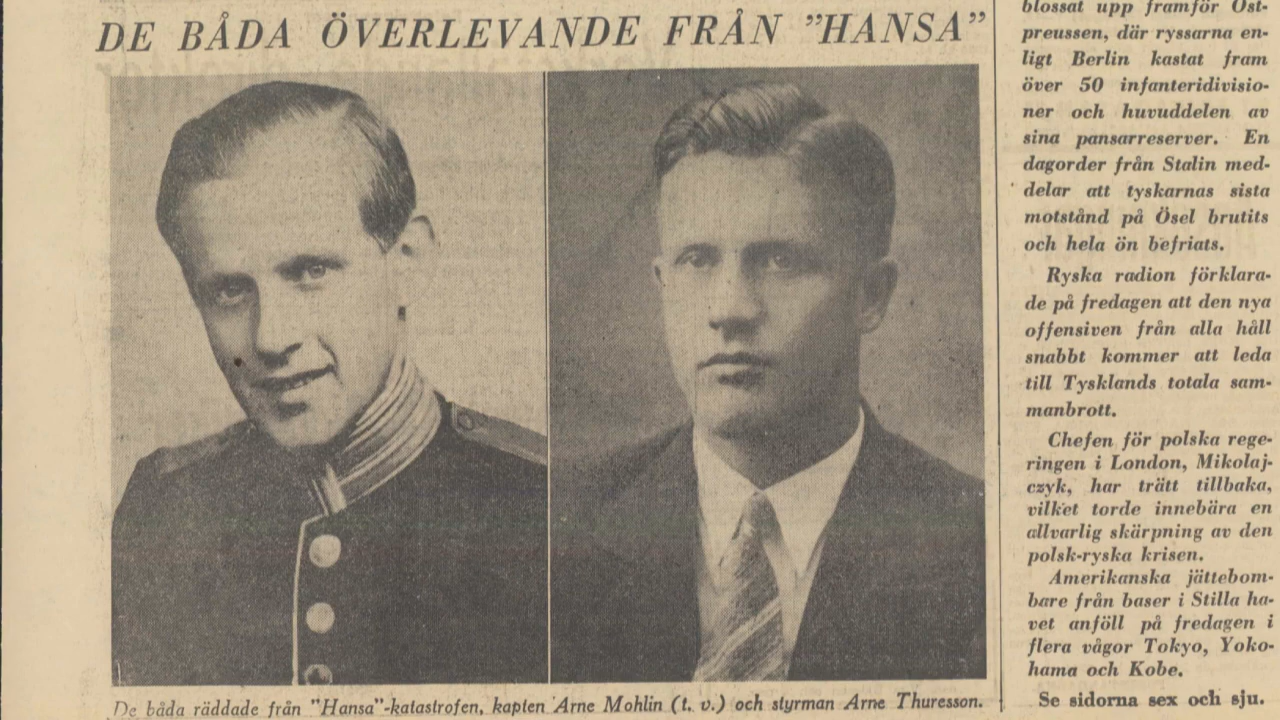 DE BÅDA ÖVERLEVANDE FRÅN "HANSA"
De båda räddade från "Hansa"-katastrofen, kapten Arne Mohlin (t. v.) och styrman Arne Thuresson.
blossat upp framför Ost-
preussen, där ryssarna en-
ligt Berlin kastat fram
över 50 infanteridivisio-
ner och huvuddelen av
sina pansarreserver. En
dagorder från Stalin med-
delar att tyskarnas sista
motstånd på Ösel brutits
och hela ön befriats.
Ryska radion förklara-
de på fredagen att den nya
offensiven från alla håll
snabbt kommer att leda
till Tysklands totala sam-
manbrott.
Chefen för polska rege-
ringen i London, Mikolaj-
czyk, har trätt tillbaka,
vilket torde innebära en
allvarlig skärpning av den
polsk-ryska krisen.
Amerikanska jättebom-
bare från baser i Stilla ha-
vet anföll på fredagen i
flera vågor Tokyo, Yoko-
hama och Kobe.
Se sidorna sex och sju.